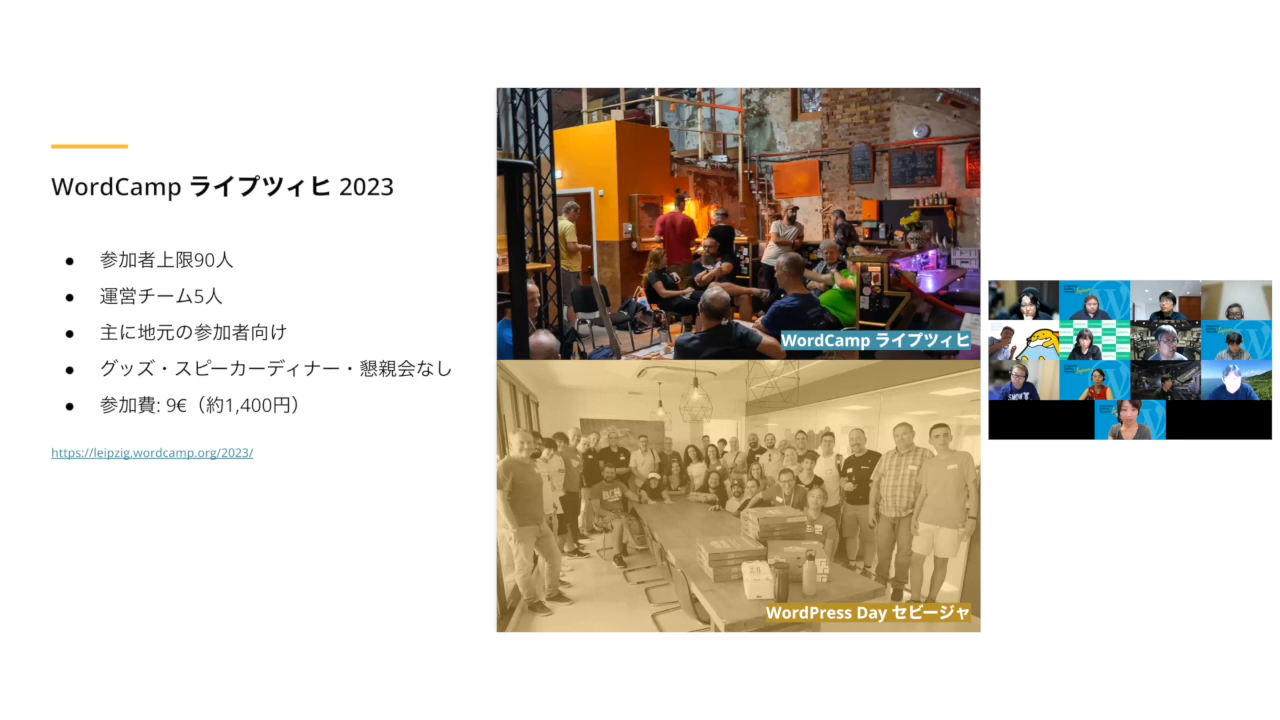 WordCamp ライプツィヒ 2023
● 参加者上限90人
● 運営チーム5人
● 主に地元の参加者向け
● グッズ・スピーカーディナー・懇親会なし
● 参加費: 9€（約1,400円）
https://leipzig.wordcamp.org/2023/
WordCamp ライプツィヒ
WordPress Day セビージャ